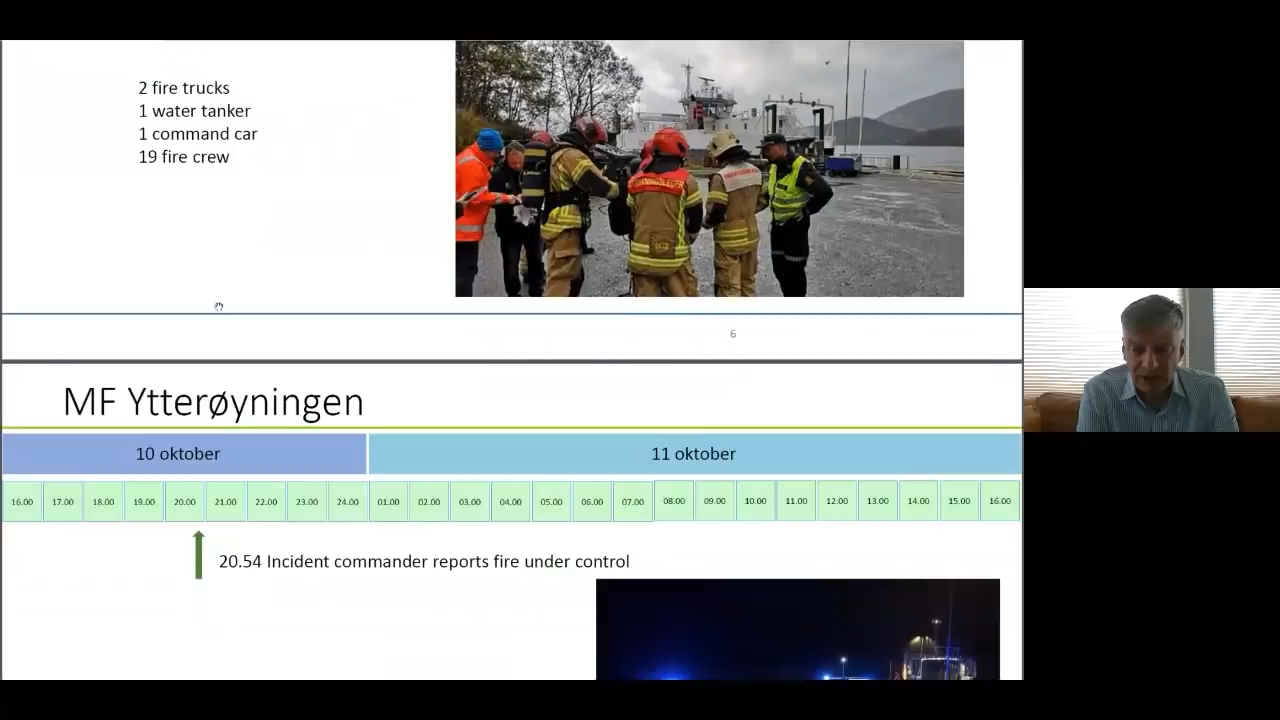 2 fire trucks
1 water tanker
1 command car
19 fire crew
6
MF Ytterøyningen
10 oktober 11 oktober
16.00 17.00 18.00 19.00 20.00 21.00 22.00 23.00 24.00 01.00 02.00 03.00 04.00 05.00 06.00 07.00 08.00 09.00 10.00 11.00 12.00 13.00 14.00 15.00 16.00
20.54 Incident commander reports fire under control